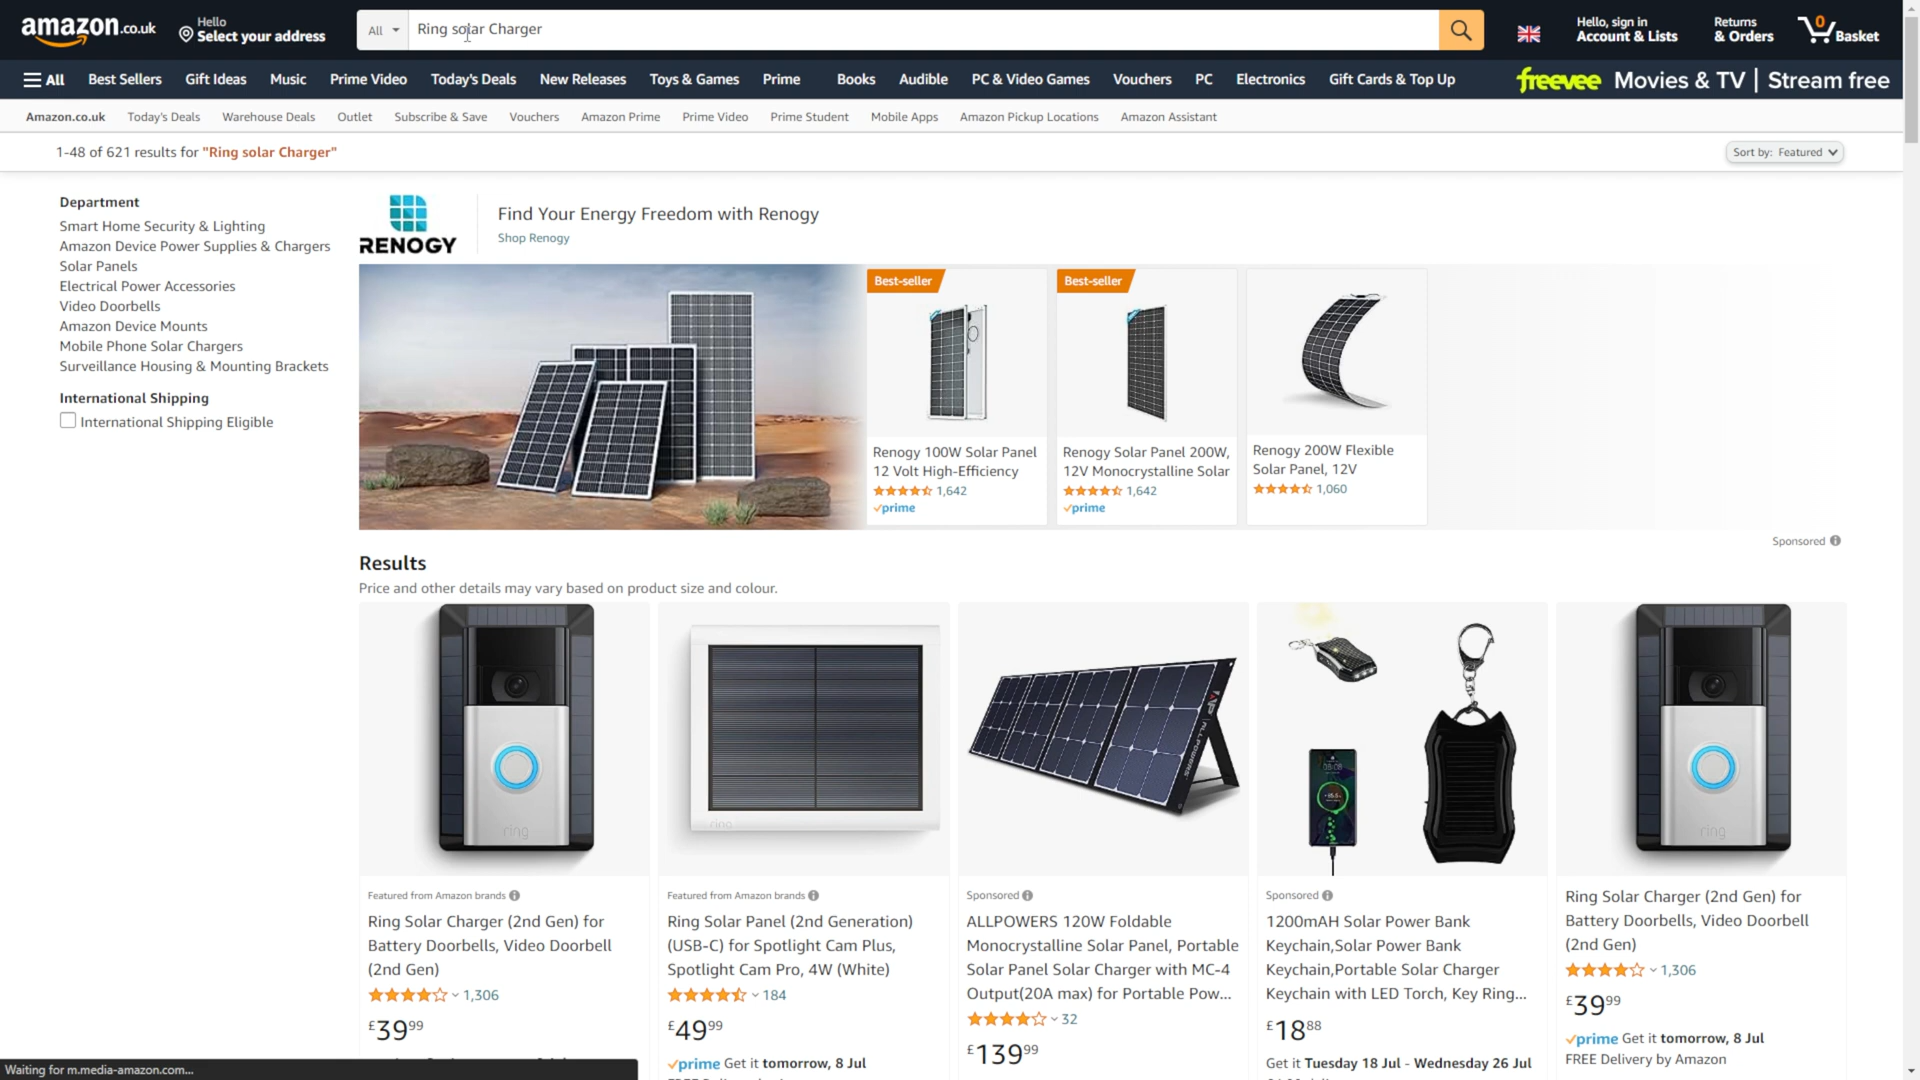 amazon.co.uk
Hello
Select your address
All
Ring solar Charger
Hello, sign in
Account & Lists
Returns
& Orders
0
Basket
All
Best Sellers
Gift Ideas
Music
Prime Video
Today's Deals
New Releases
Toys & Games
Prime
Books
Audible
PC & Video Games
Vouchers
PC
Electronics
Gift Cards & Top Up
freevee Movies & TV | Stream free
Amazon.co.uk
Today's Deals
Warehouse Deals
Outlet
Subscribe & Save
Vouchers
Amazon Prime
Prime Video
Prime Student
Mobile Apps
Amazon Pickup Locations
Amazon Assistant
1-48 of 621 results for "Ring solar Charger"
Sort by: Featured
Department
Smart Home Security & Lighting
Amazon Device Power Supplies & Chargers
Solar Panels
Electrical Power Accessories
Video Doorbells
Amazon Device Mounts
Mobile Phone Solar Chargers
Surveillance Housing & Mounting Brackets
International Shipping
International Shipping Eligible
RENOGY
Find Your Energy Freedom with Renogy
Shop Renogy
Best-seller
Renogy 100W Solar Panel
12 Volt High-Efficiency
1,642
prime
Best-seller
Renogy Solar Panel 200W,
12V Monocrystalline Solar
1,642
prime
Renogy 200W Flexible
Solar Panel, 12V
1,060
Sponsored
Results
Price and other details may vary based on product size and colour.
ring
Featured from Amazon brands
Ring Solar Charger (2nd Gen) for
Battery Doorbells, Video Doorbell
(2nd Gen)
1,306
£39.99
ring
Featured from Amazon brands
Ring Solar Panel (2nd Generation)
(USB-C) for Spotlight Cam Plus,
Spotlight Cam Pro, 4W (White)
184
£49.99
prime Get it tomorrow, 8 Jul
ALLPOWERS
Sponsored
ALLPOWERS 120W Foldable
Monocrystalline Solar Panel, Portable
Solar Panel Solar Charger with MC-4
Output(20A max) for Portable Pow...
32
£139.99
Sponsored
1200mAH Solar Power Bank
Keychain,Solar Power Bank
Keychain,Portable Solar Charger
Keychain with LED Torch, Key Ring...
£18.88
Get it Tuesday 18 Jul - Wednesday 26 Jul
ring
Ring Solar Charger (2nd Gen) for
Battery Doorbells, Video Doorbell
(2nd Gen)
1,306
£39.99
prime Get it tomorrow, 8 Jul
FREE Delivery by Amazon
Waiting for m.media-amazon.com...